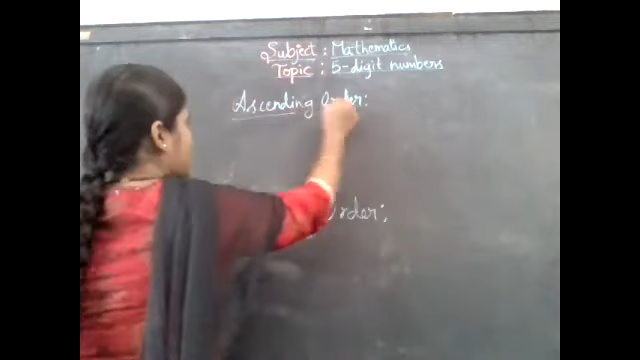 Subject : Mathematics
Topic : 5-digit numbers
Ascending Order:
Order: